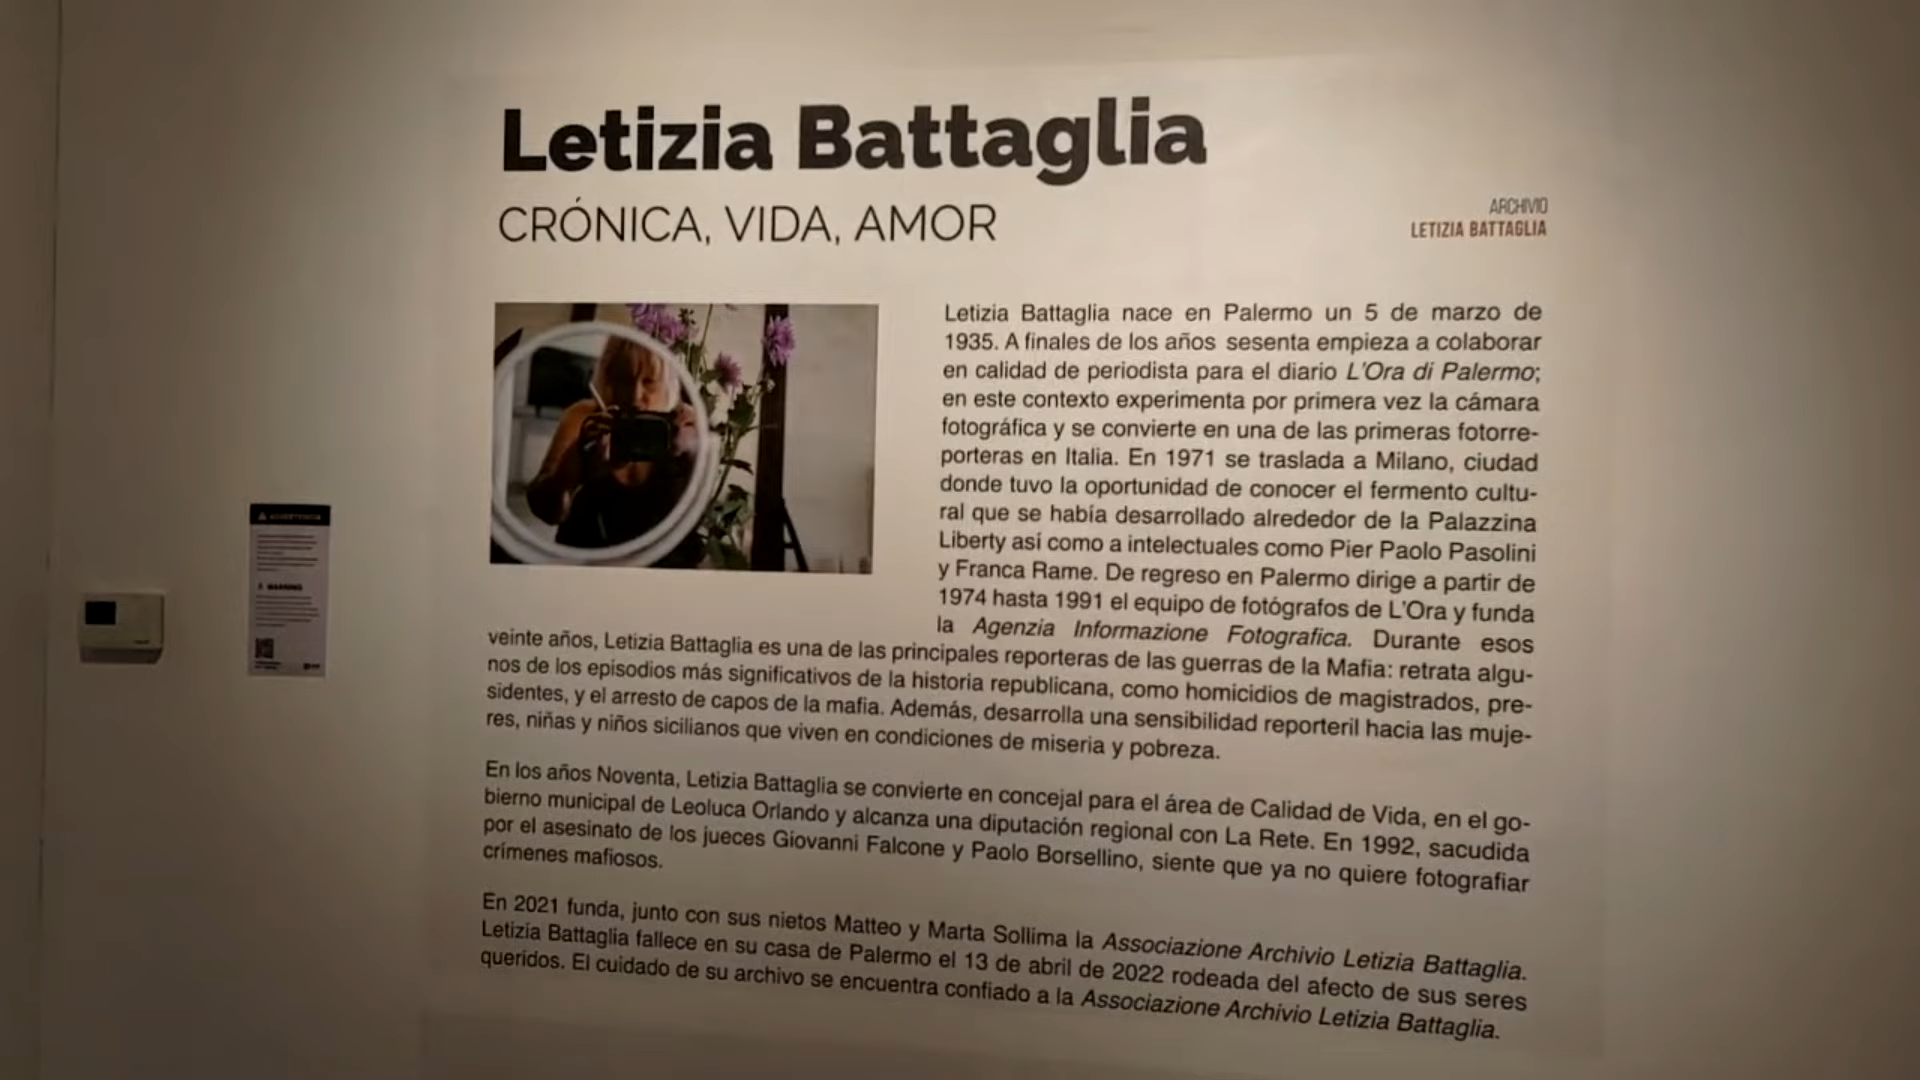 Letizia Battaglia
CRÓNICA, VIDA, AMOR
ARCHIVIO
LETIZIA BATTAGLIA
Letizia Battaglia nace en Palermo un 5 de marzo de
1935. A finales de los años sesenta empieza a colaborar
en calidad de periodista para el diario L'Ora di Palermo;
en este contexto experimenta por primera vez la cámara
fotográfica y se convierte en una de las primeras fotorre-
porteras en Italia. En 1971 se traslada a Milano, ciudad
donde tuvo la oportunidad de conocer el fermento cultu-
ral que se había desarrollado alrededor de la Palazzina
Liberty así como a intelectuales como Pier Paolo Pasolini
y Franca Rame. De regreso en Palermo dirige a partir de
1974 hasta 1991 el equipo de fotógrafos de L'Ora y funda
la Agenzia Informazione Fotografica. Durante esos
veinte años, Letizia Battaglia es una de las principales reporteras de las guerras de la Mafia: retrata algu-
nos de los episodios más significativos de la historia republicana, como homicidios de magistrados, pre-
sidentes, y el arresto de capos de la mafia. Además, desarrolla una sensibilidad reporteril hacia las muje-
res, niñas y niños sicilianos que viven en condiciones de miseria y pobreza.
En los años Noventa, Letizia Battaglia se convierte en concejal para el área de Calidad de Vida, en el go-
bierno municipal de Leoluca Orlando y alcanza una diputación regional con La Rete. En 1992, sacudida
por el asesinato de los jueces Giovanni Falcone y Paolo Borsellino, siente que ya no quiere fotografiar
crímenes mafiosos.
En 2021 funda, junto con sus nietos Matteo y Marta Sollima la Associazione Archivio Letizia Battaglia.
Letizia Battaglia fallece en su casa de Palermo el 13 de abril de 2022 rodeada del afecto de sus seres
queridos. El cuidado de su archivo se encuentra confiado a la Associazione Archivio Letizia Battaglia.
ADVERTENCIA
WARNING